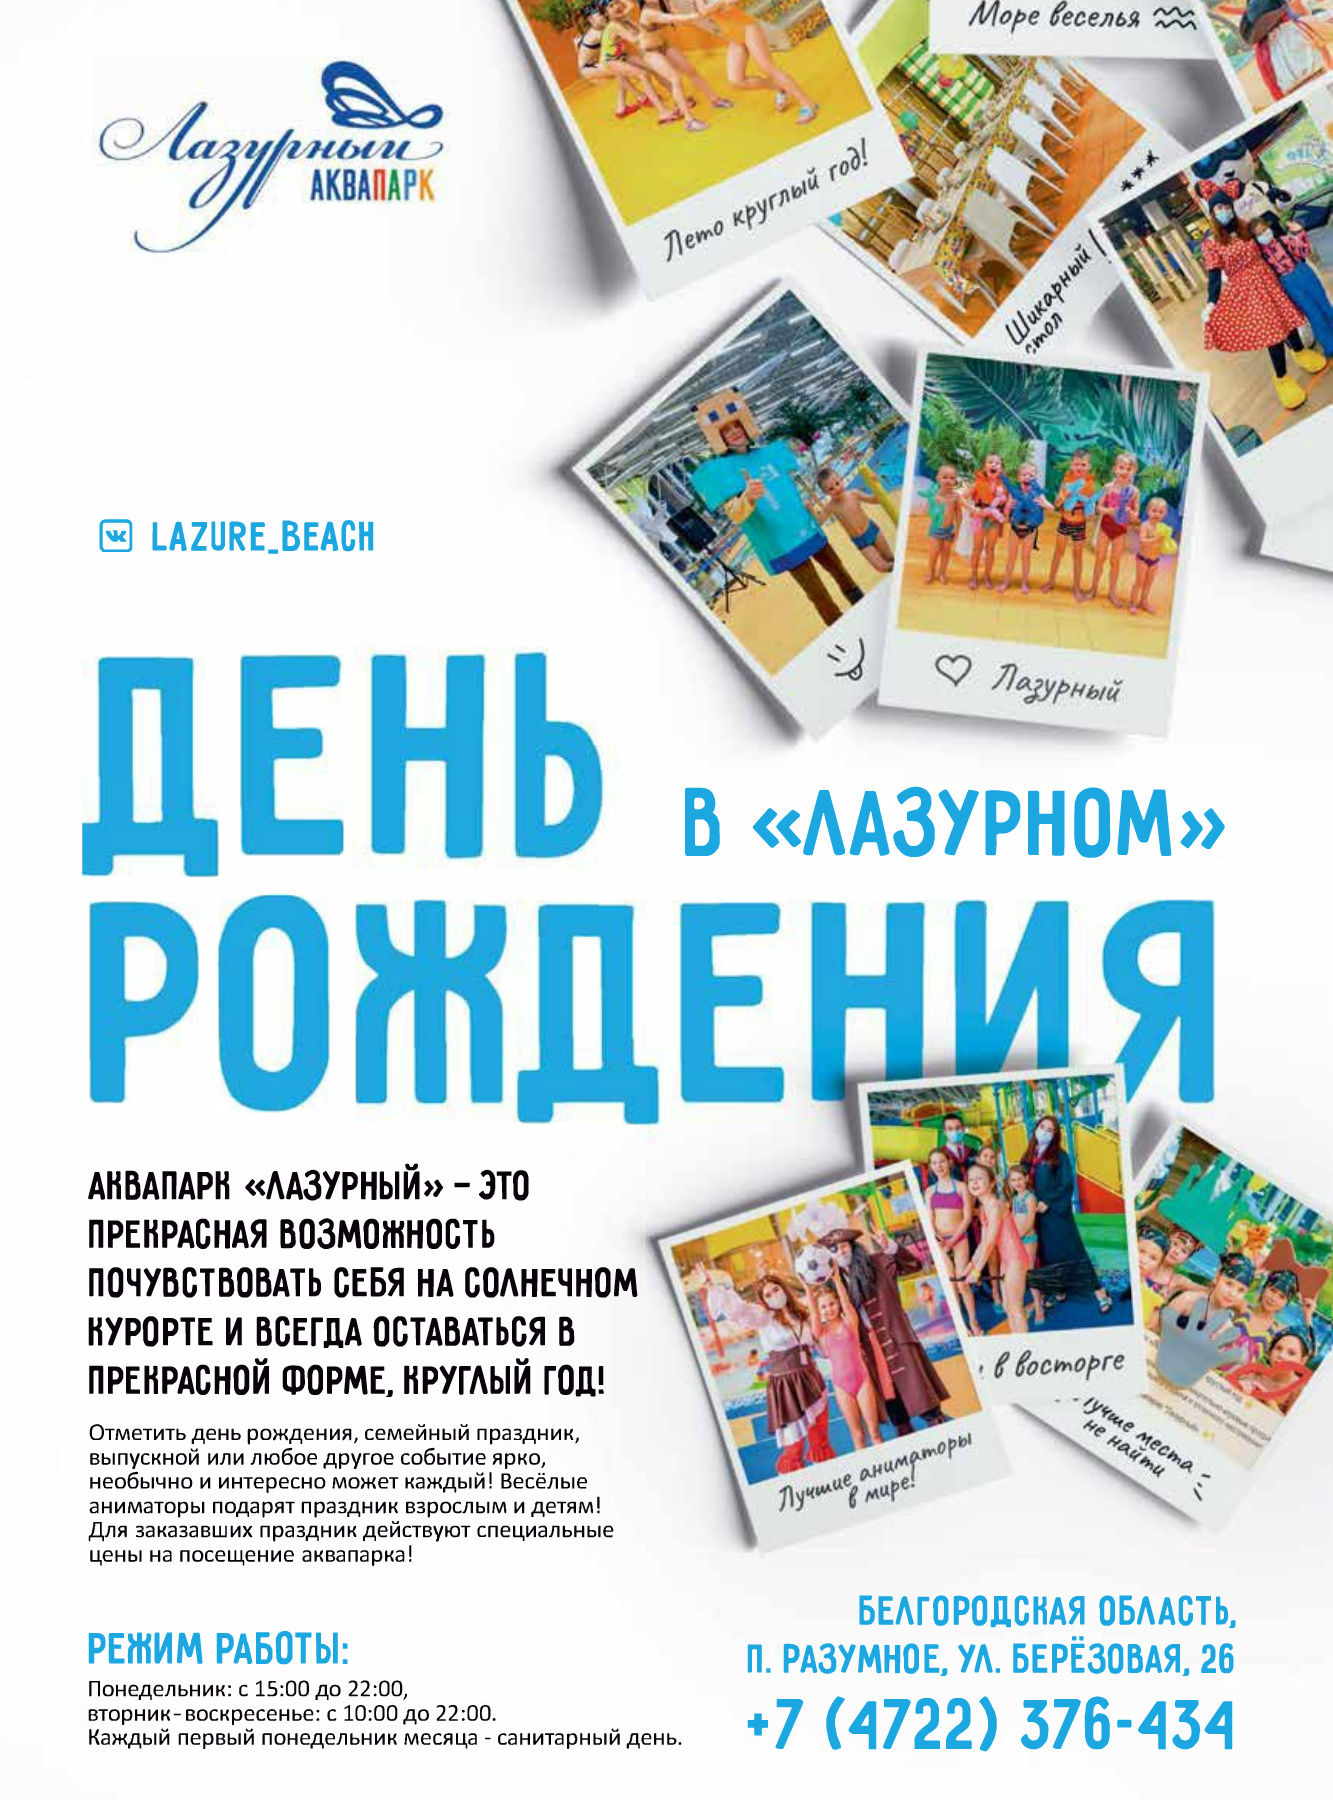 Лазурный
АКВАПАРК
Море веселья
Лето круглый год!
Шикарный
стол
Лазурный
LAZURE_BEACH
ДЕНЬ
В «ЛАЗУРНОМ»
РОЖДЕНИЯ
АКВАПАРК «ЛАЗУРНЫЙ» – ЭТО
ПРЕКРАСНАЯ ВОЗМОЖНОСТЬ
ПОЧУВСТВОВАТЬ СЕБЯ НА СОЛНЕЧНОМ
КУРОРТЕ И ВСЕГДА ОСТАВАТЬСЯ В
ПРЕКРАСНОЙ ФОРМЕ, КРУГЛЫЙ ГОД!
Отметить день рождения, семейный праздник,
выпускной или любое другое событие ярко,
необычно и интересно может каждый! Весёлые
аниматоры подарят праздник взрослым и детям!
Для заказавших праздник действуют специальные
цены на посещение аквапарка!
в восторге
Лучше места
не найти
Лучшие аниматоры
в мире!
РЕЖИМ РАБОТЫ:
Понедельник: с 15:00 до 22:00,
вторник-воскресенье: с 10:00 до 22:00.
Каждый первый понедельник месяца - санитарный день.
БЕЛГОРОДСКАЯ ОБЛАСТЬ,
П. РАЗУМНОЕ, УЛ. БЕРЁЗОВАЯ, 26
+7 (4722) 376-434